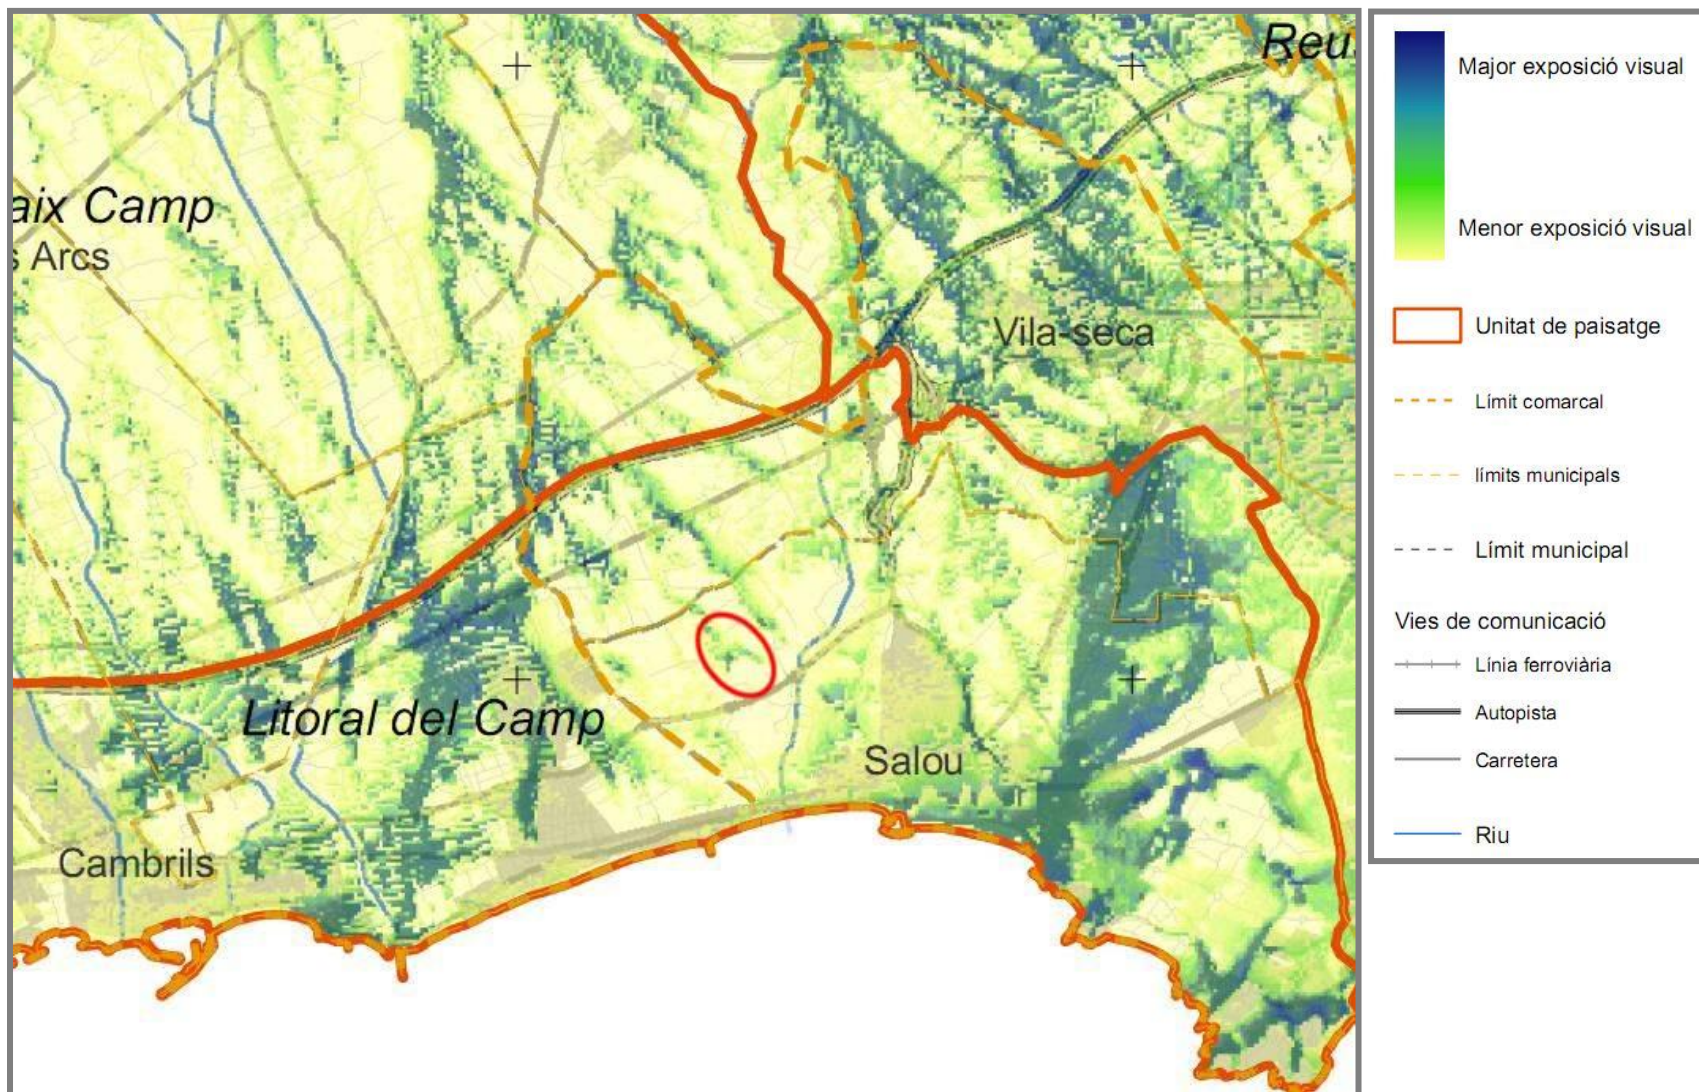 Reu
aix Camp
s Arcs
Vila-seca
Litoral del Camp
Salou
Cambrils
Major exposició visual
Menor exposició visual
Unitat de paisatge
Límit comarcal
límits municipals
Límit municipal
Vies de comunicació
Línia ferroviària
Autopista
Carretera
Riu